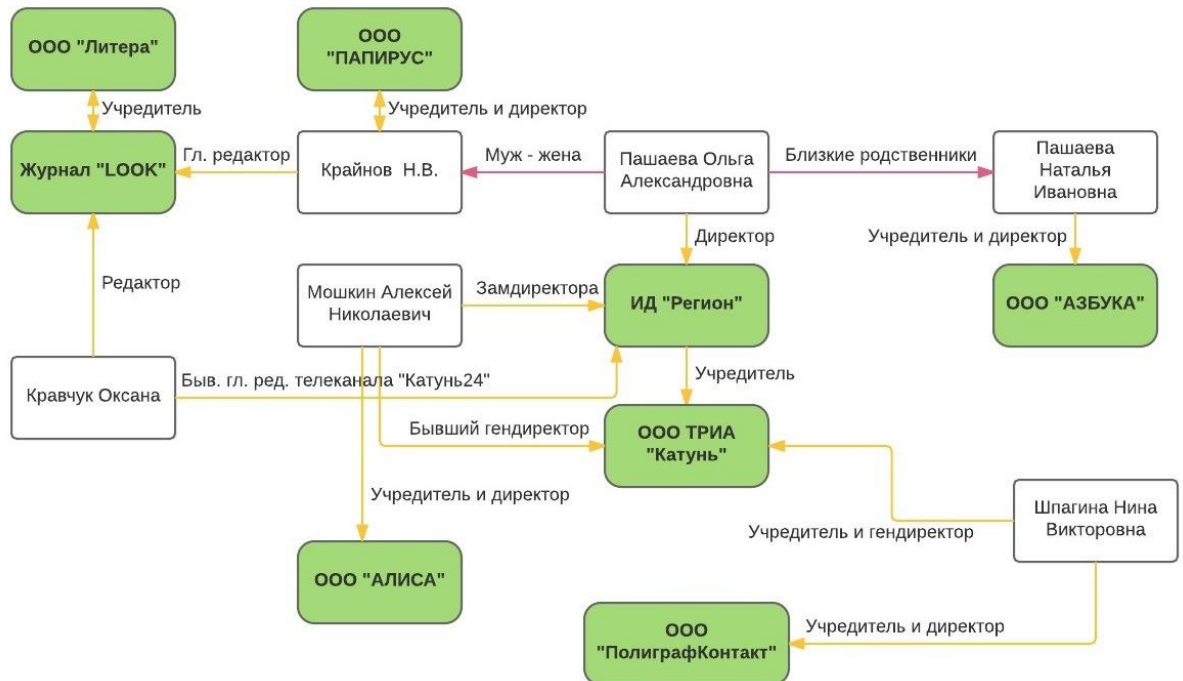 ООО "Литера"
ООО
"ПАПИРУС"
Учредитель
Учредитель и директор
Журнал "LOOK"
Гл. редактор
Крайнов Н.В.
Муж - жена
Пашаева Ольга
Александровна
Близкие родственники
Пашаева
Наталья
Ивановна
Директор
Учредитель и директор
Редактор
Мошкин Алексей
Николаевич
Замдиректора
ИД "Регион"
ООО "АЗБУКА"
Кравчук Оксана
Быв. гл. ред. телеканала "Катунь24"
Учредитель
Бывший гендиректор
ООО ТРИА
"Катунь"
Учредитель и директор
Учредитель и гендиректор
Шпагина Нина
Викторовна
ООО "АЛИСА"
ООО
"ПолиграфКонтакт"
Учредитель и директор